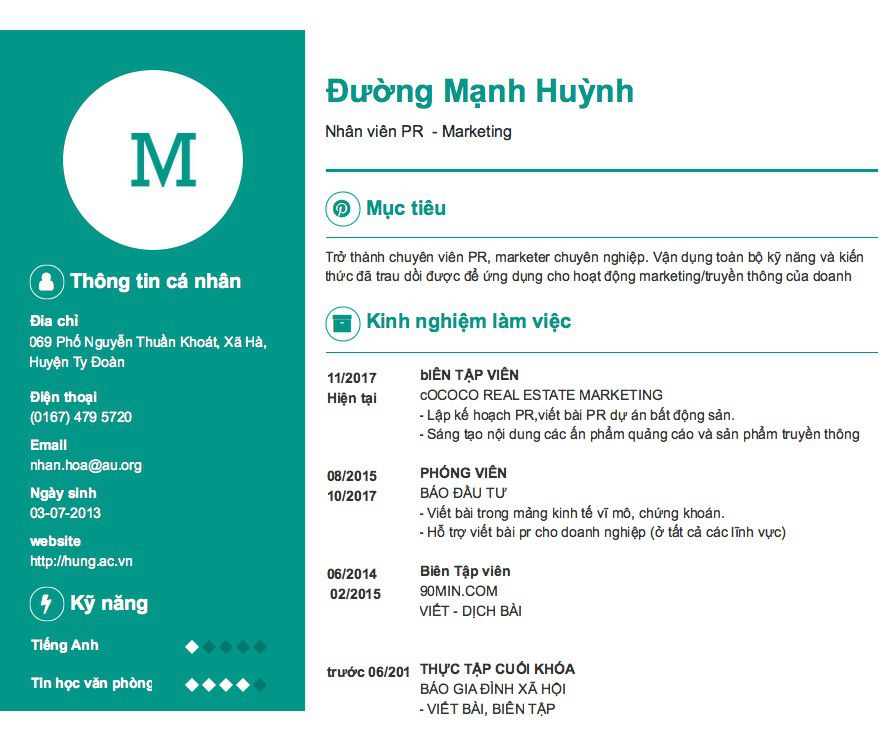 M
Thông tin cá nhân
Đia chỉ
069 Phố Nguyễn Thuần Khoát, Xã Hà,
Huyện Ty Đoàn
Điện thoại
(0167) 479 5720
Email
nhan.hoa@au.org
Ngày sinh
03-07-2013
website
http://hung.ac.vn
Kỹ năng
Tiếng Anh
Tin học văn phòng
Đường Mạnh Huỳnh
Nhân viên PR - Marketing
Mục tiêu
Trở thành chuyên viên PR, marketer chuyên nghiệp. Vận dụng toàn bộ kỹ năng và kiến
thức đã trau dồi được để ứng dụng cho hoạt động marketing/truyền thông của doanh
Kinh nghiệm làm việc
11/2017
Hiện tại
bIÊN TẬP VIÊN
cOCOCO REAL ESTATE MARKETING
- Lập kế hoạch PR,viết bài PR dự án bất động sản.
- Sáng tạo nội dung các ấn phẩm quảng cáo và sản phẩm truyền thông
08/2015
10/2017
PHÓNG VIÊN
BÁO ĐẦU TƯ
- Viết bài trong mảng kinh tế vĩ mô, chứng khoán.
- Hỗ trợ viết bài pr cho doanh nghiệp (ở tất cả các lĩnh vực)
06/2014
02/2015
Biên Tập viên
90MIN.COM
VIẾT - DỊCH BÀI
trước 06/201
THỰC TẬP CUỐI KHÓA
BÁO GIA ĐÌNH XÃ HỘI
- VIẾT BÀI, BIÊN TẬP